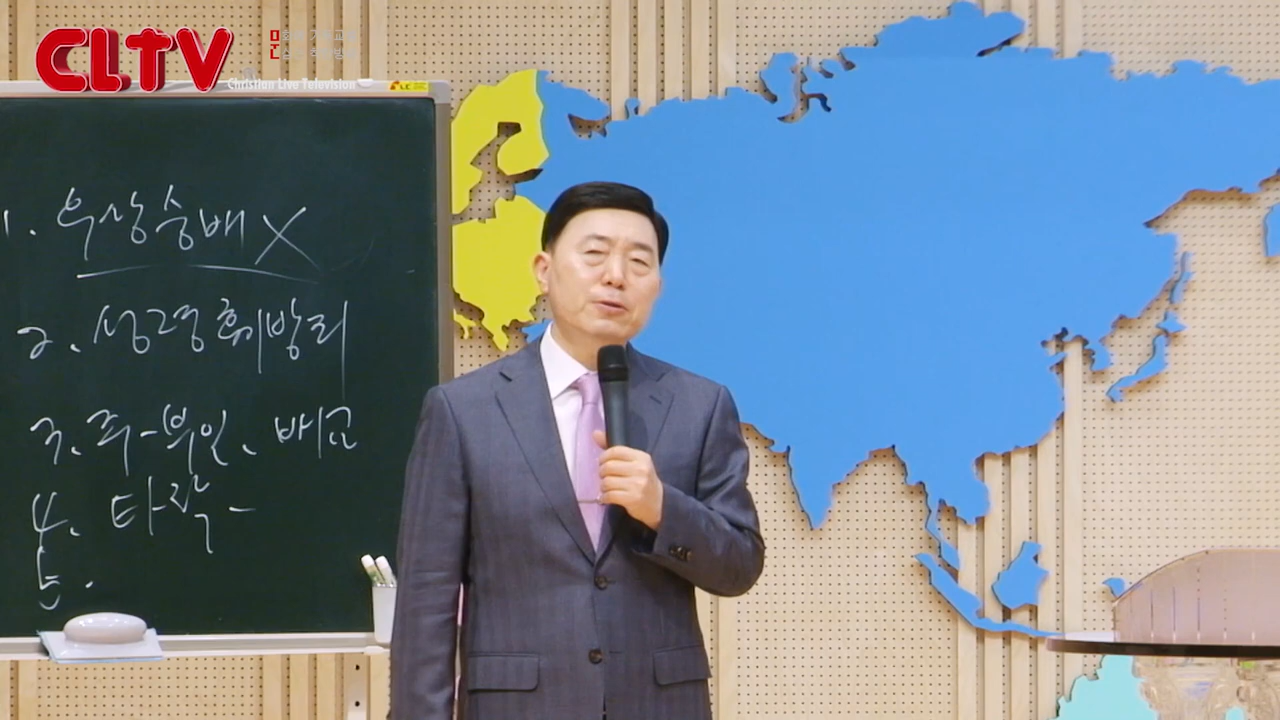 CLTV
Christian Live Television
1. 우상숭배 X
2. 성경 훼방죄
3. 주-부인、배교
4. 타락 -
5.